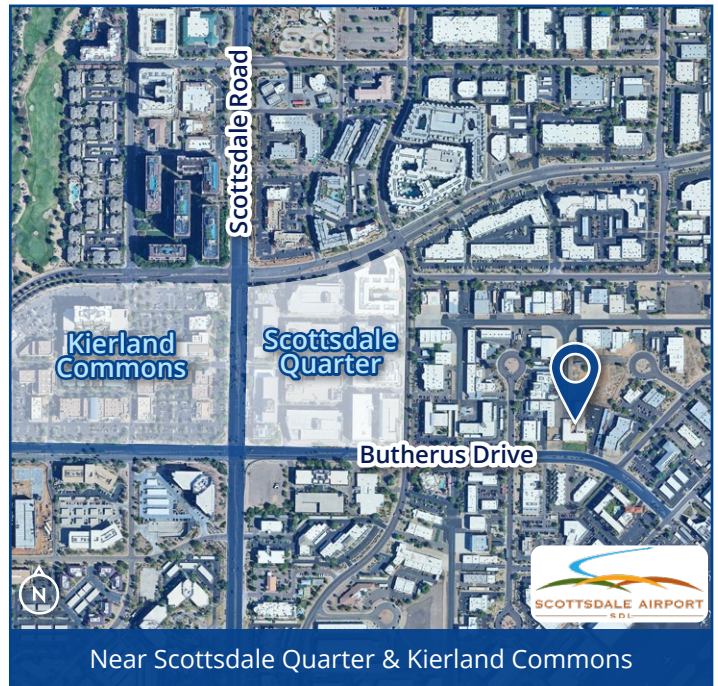 Scottsdale Road
Kierland
Commons
Scottsdale
Quarter
Butherus Drive
N
SCOTTSDALE AIRPORT
SDL
Near Scottsdale Quarter & Kierland Commons